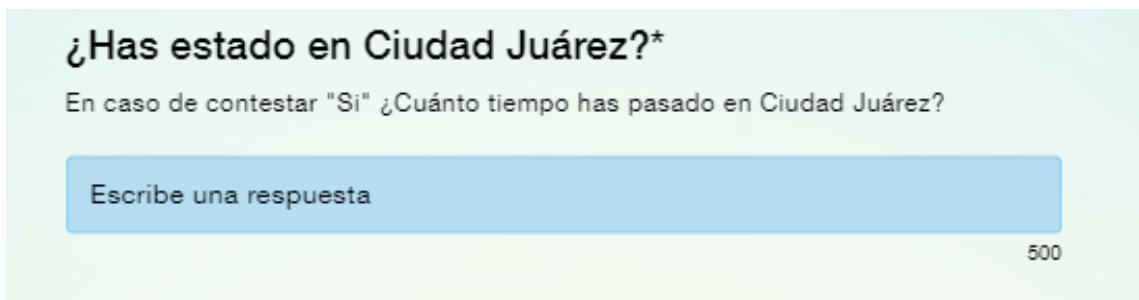 ¿Has estado en Ciudad Juárez?*
En caso de contestar "Si" ¿Cuánto tiempo has pasado en Ciudad Juárez?
Escribe una respuesta
500